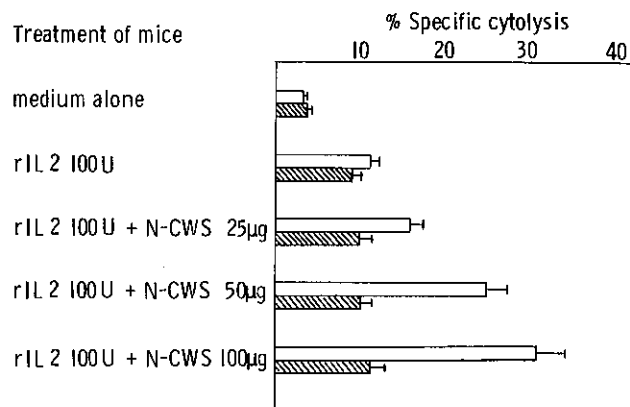 % Specific cytolysis
Treatment of mice
10 20 30 40
medium alone
rIL 2 100U
rIL 2 100U + N-CWS 25μg
rIL 2 100U + N-CWS 50μg
rIL 2 100U + N-CWS 100μg